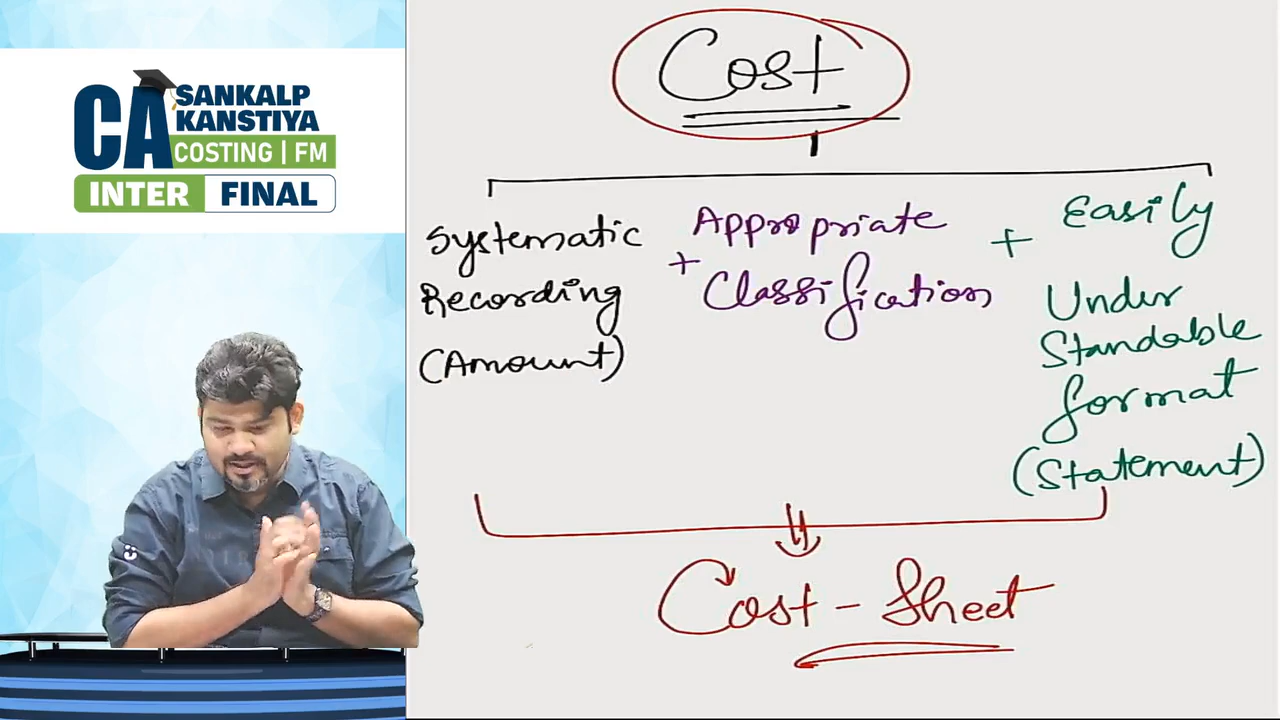 CA
SANKALP
KANSTIYA
COSTING | FM
INTER FINAL
Cost
Systematic
Recording
(Amount)
+
Appropriate
Classification
+
Easily
Under
Standable
format
(Statement)
Cost - Sheet